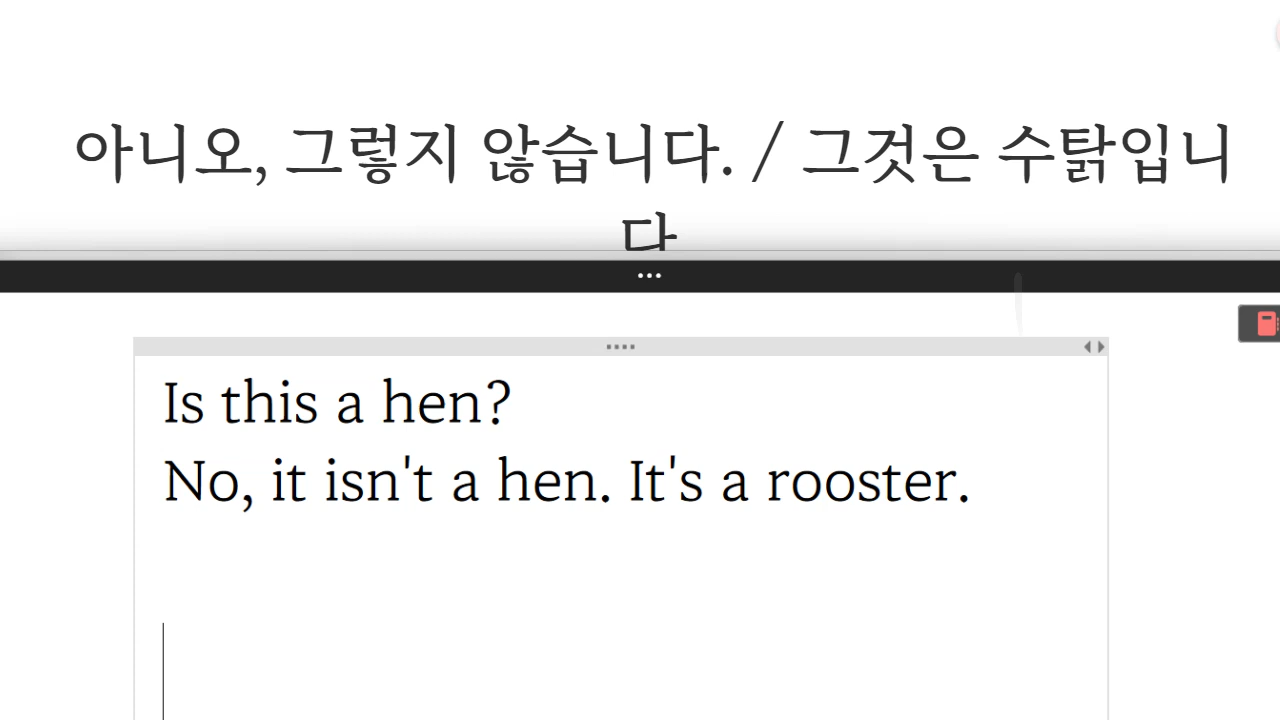 아니오, 그렇지 않습니다. / 그것은 수탉입니
다
Is this a hen?
No, it isn't a hen. It's a rooster.